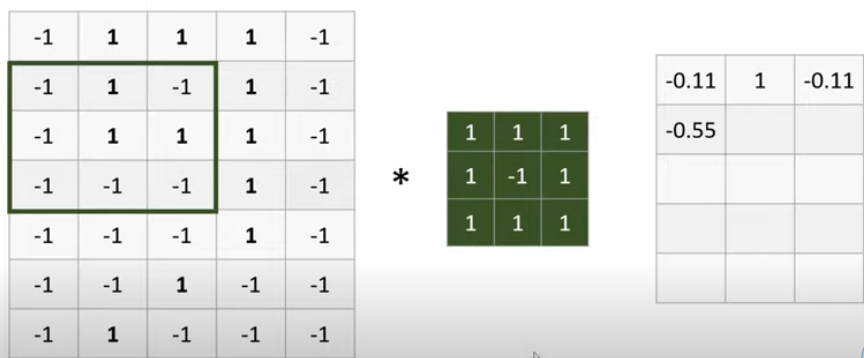 -1 1 1 1 -1
-1 1 -1 1 -1
-1 1 1 1 -1
-1 -1 -1 1 -1
-1 -1 -1 1 -1
-1 -1 1 -1 -1
-1 1 -1 -1 -1
*
1 1 1
1 -1 1
1 1 1
-0.11 1 -0.11
-0.55